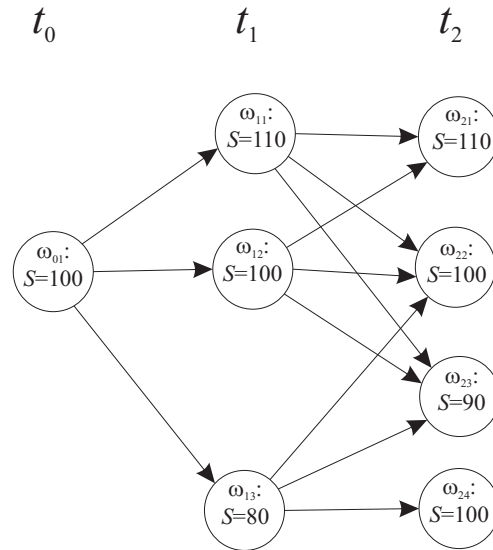 t₀ t₁ t₂
ω₁₁:
S=110
ω₂₁:
S=110
ω₀₁:
S=100
ω₁₂:
S=100
ω₂₂:
S=100
ω₂₃:
S=90
ω₁₃:
S=80
ω₂₄:
S=100